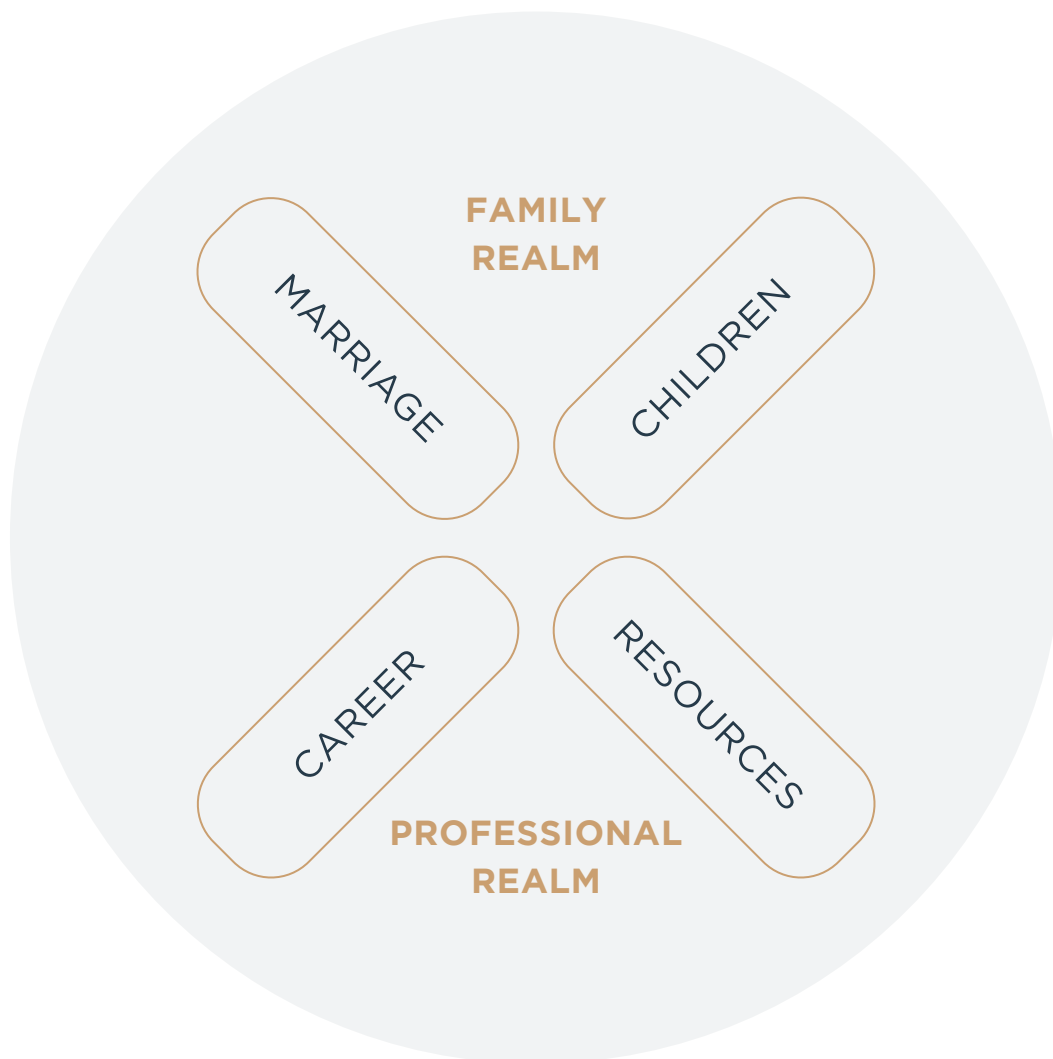 FAMILY
REALM
MARRIAGE
CHILDREN
CAREER
RESOURCES
PROFESSIONAL
REALM